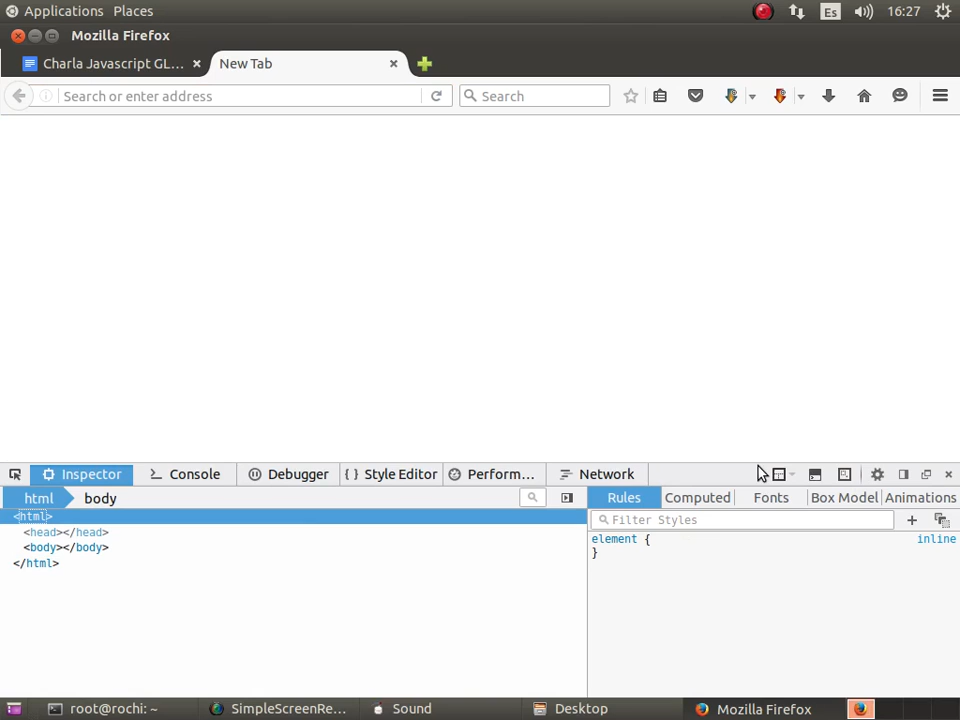 Applications Places Es 16:27
Mozilla Firefox
Charla Javascript GL... New Tab
Search or enter address Search
Inspector Console Debugger { } Style Editor Perform... Network
html body Rules Computed Fonts Box Model Animations
<html> Filter Styles
<head></head> element { inline
<body></body> }
</html>
root@rochi: ~ SimpleScreenRe... Sound Desktop Mozilla Firefox